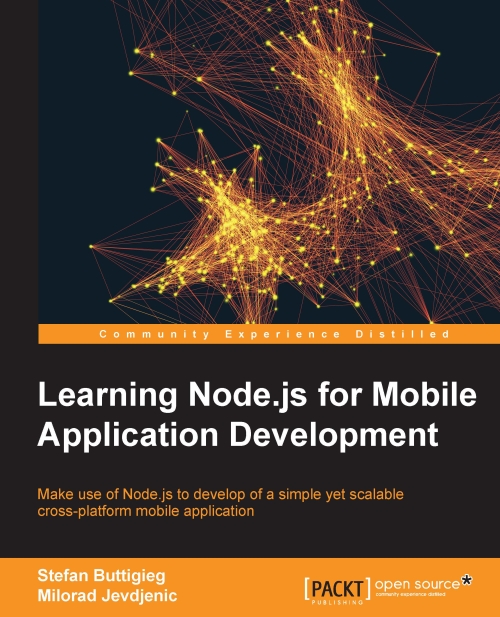 Community Experience Distilled
Learning Node.js for Mobile
Application Development
Make use of Node.js to develop of a simple yet scalable
cross-platform mobile application
Stefan Buttigieg
Milorad Jevdjenic
[PACKT] open source*
PUBLISHING community experience distilled